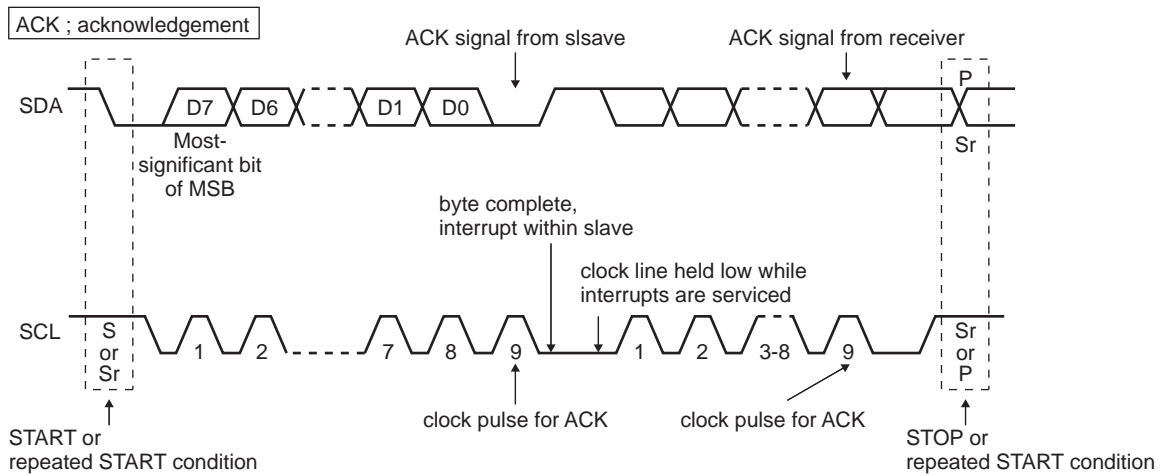 ACK ; acknowledgement
ACK signal from slsave
ACK signal from receiver
SDA
D7
D6
D1
D0
P
Sr
Most-
significant bit
of MSB
byte complete,
interrupt within slave
clock line held low while
interrupts are serviced
SCL
S
or
Sr
1
2
7
8
9
1
2
3-8
9
Sr
or
P
clock pulse for ACK
clock pulse for ACK
START or
repeated START condition
STOP or
repeated START condition